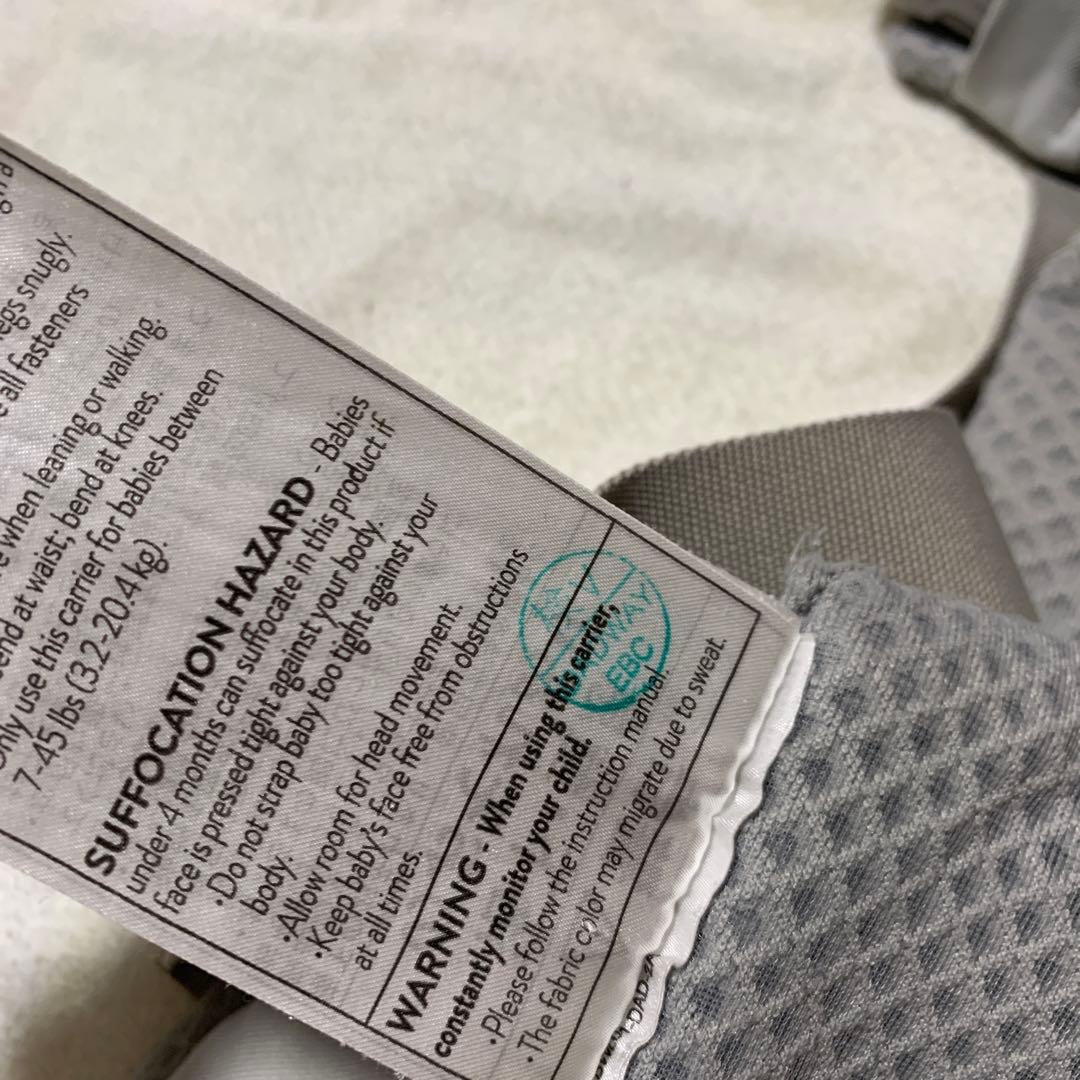 egs snugly.
all fasteners
when leaning or walking.
end at waist; bend at knees.
Only use this carrier for babies between
7-45 lbs (3.2-20.4 kg).
SUFFOCATION HAZARD - Babies
under 4 months can suffocate in this product if
face is pressed tight against your body.
•Do not strap baby too tight against your
body.
•Allow room for head movement.
•Keep baby's face free from obstructions
at all times.
WARNING - When using this carrier,
constantly monitor your child.
•Please follow the instruction manual.
•The fabric color may migrate due to sweat.
EBC